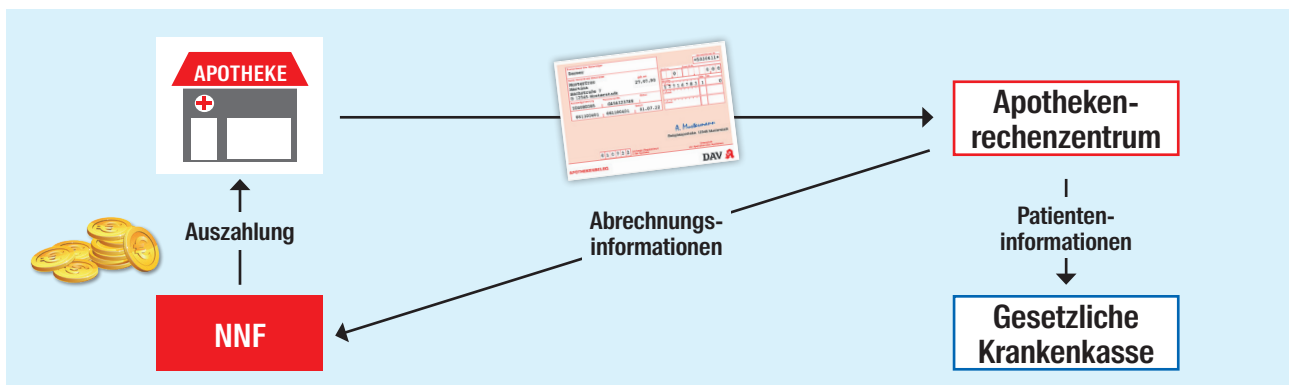 APOTHEKE
Auszahlung
NNF
Abrechnungs-
informationen
Apotheken-
rechenzentrum
Patienten-
informationen
Gesetzliche
Krankenkasse
DAV